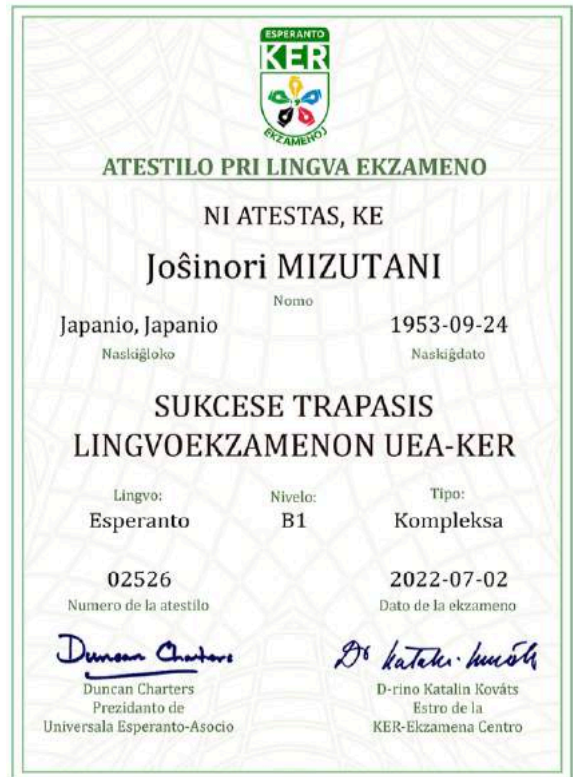 ESPERANTO
KER
EKZAMENOJ
ATESTILO PRI LINGVA EKZAMENO
NI ATESTAS, KE
Joŝinori MIZUTANI
Nomo
Japanio, Japanio
Naskiĝloko
1953-09-24
Naskiĝdato
SUKCESE TRAPASIS
LINGVOEKZAMENON UEA-KER
Lingvo:
Esperanto
Nivelo:
B1
Tipo:
Kompleksa
02526
Numero de la atestilo
2022-07-02
Dato de la ekzameno
Duncan Charters
Duncan Charters
Prezidanto de
Universala Esperanto-Asocio
D-rino Katalin Kováts
Estro de la
KER-Ekzamena Centro